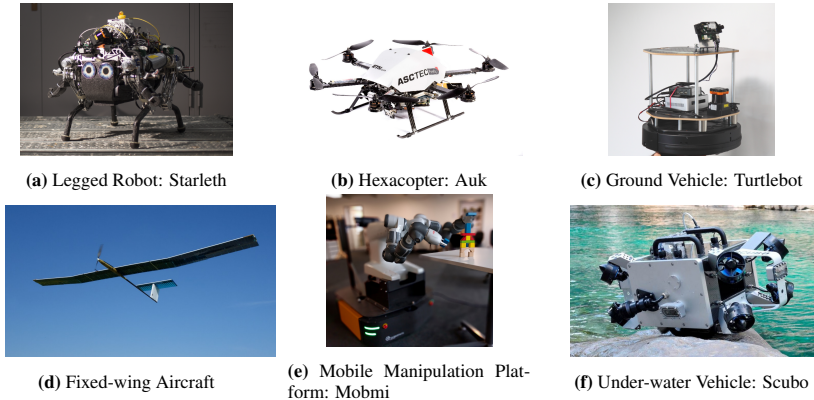 ASCTEC
(a) Legged Robot: Starleth
(b) Hexacopter: Auk
(c) Ground Vehicle: Turtlebot
(d) Fixed-wing Aircraft
(e) Mobile Manipulation Plat-
form: Mobmi
(f) Under-water Vehicle: Scubo